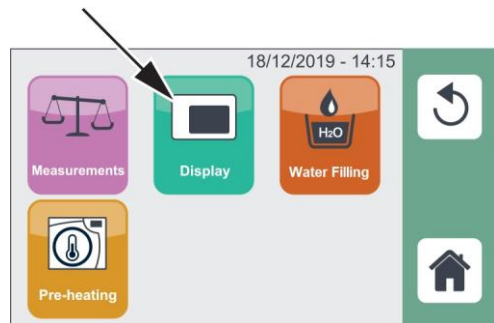 18/12/2019 - 14:15
Measurements
Display
Water Filling
H2O
Pre-heating